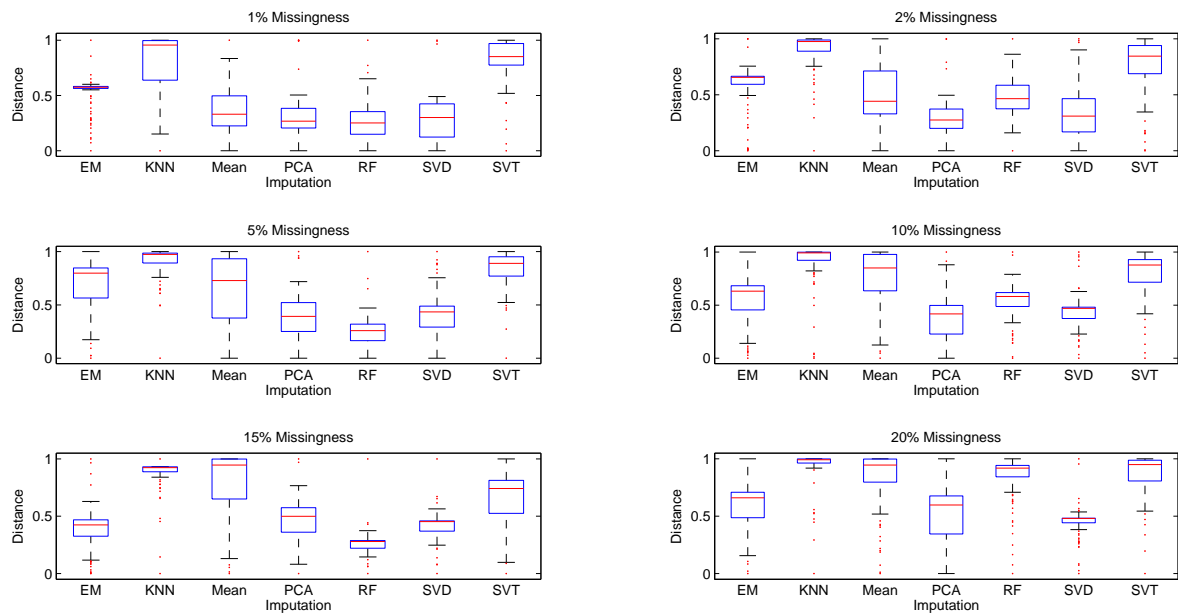 1% Missingness
Distance
1
0.5
0
EM KNN Mean PCA RF SVD SVT
Imputation
2% Missingness
Distance
1
0.5
0
EM KNN Mean PCA RF SVD SVT
Imputation
5% Missingness
Distance
1
0.5
0
EM KNN Mean PCA RF SVD SVT
Imputation
10% Missingness
Distance
1
0.5
0
EM KNN Mean PCA RF SVD SVT
Imputation
15% Missingness
Distance
1
0.5
0
EM KNN Mean PCA RF SVD SVT
Imputation
20% Missingness
Distance
1
0.5
0
EM KNN Mean PCA RF SVD SVT
Imputation